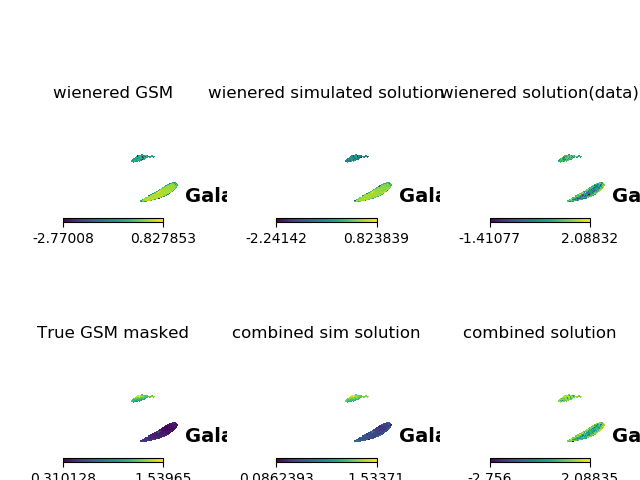 wienered GSM wienered simulated solution wienered solution(data)
Gala Gala Ga
-2.77008 0.827853 -2.24142 0.823839 -1.41077 2.08832
True GSM masked combined sim solution combined solution
Gala Gala Ga
0.310128 1.53965 0.0862393 1.53371 -2.756 2.08835